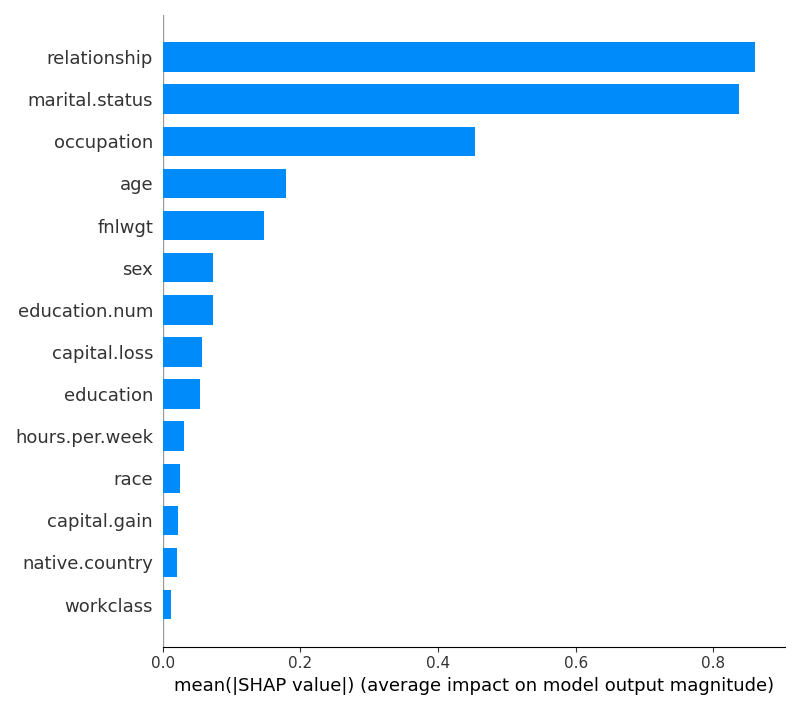 relationship
marital.status
occupation
age
fnlwgt
sex
education.num
capital.loss
education
hours.per.week
race
capital.gain
native.country
workclass
0.0 0.2 0.4 0.6 0.8
mean(|SHAP value|) (average impact on model output magnitude)